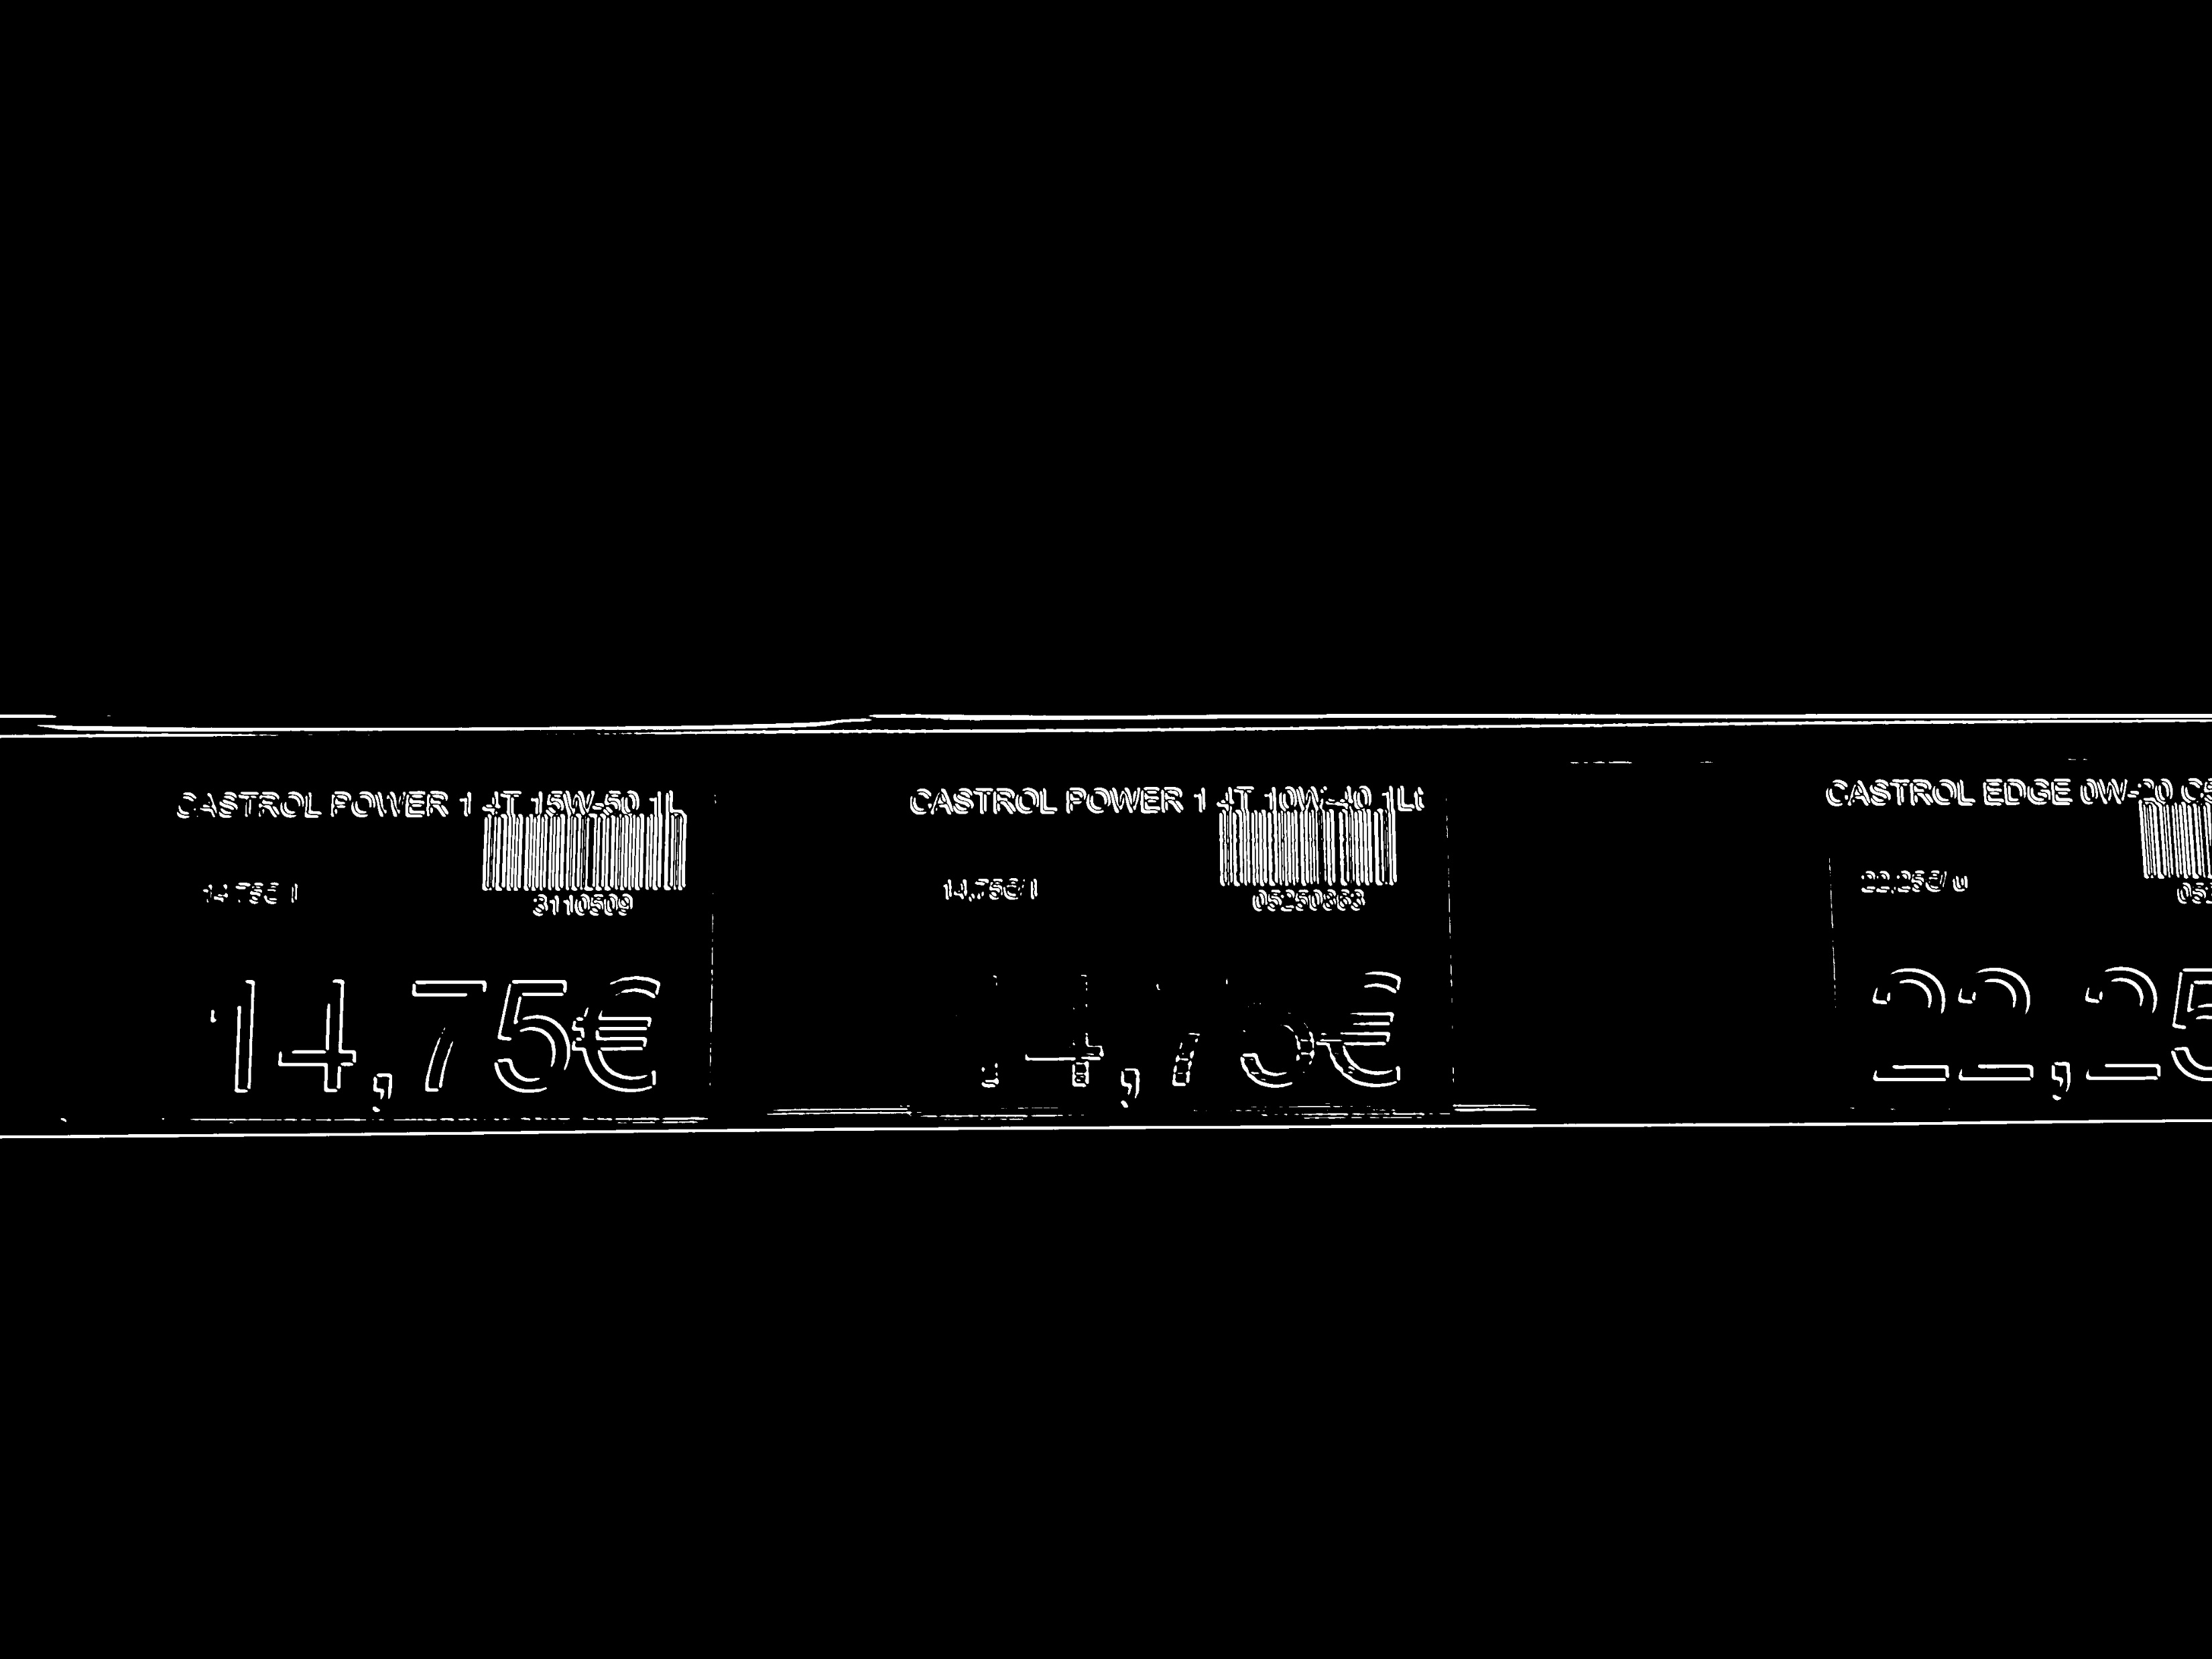 CASTROL POWER 1 4T 15W-50 1L
14,75€/l
3110509
14,75€
CASTROL POWER 1 4T 10W-40 1Lt
14,75€/l
05250868
14,75€
CASTROL EDGE 0W-20 C5
22,25€/ u
22,25